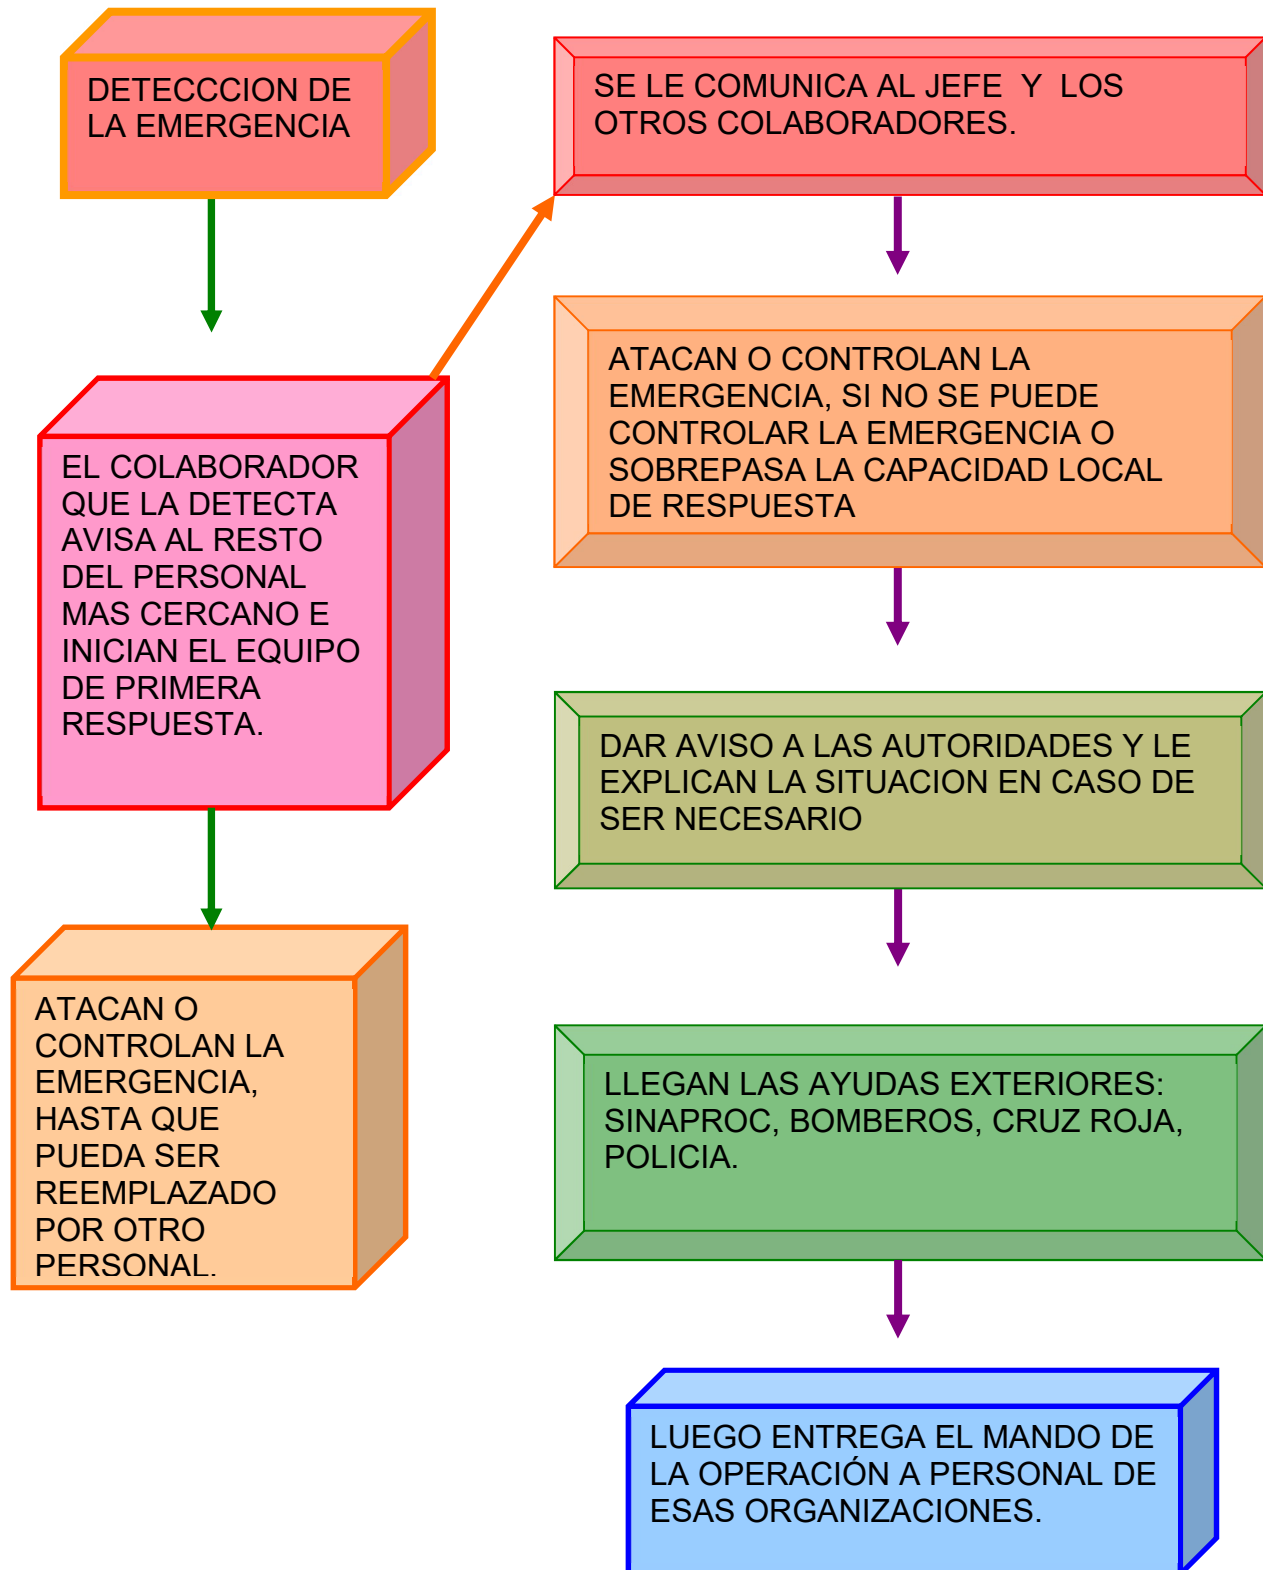 DETECCCION DE
LA EMERGENCIA
EL COLABORADOR
QUE LA DETECTA
AVISA AL RESTO
DEL PERSONAL
MAS CERCANO E
INICIAN EL EQUIPO
DE PRIMERA
RESPUESTA.
ATACAN O
CONTROLAN LA
EMERGENCIA,
HASTA QUE
PUEDA SER
REEMPLAZADO
POR OTRO
PERSONAL.
SE LE COMUNICA AL JEFE Y LOS
OTROS COLABORADORES.
ATACAN O CONTROLAN LA
EMERGENCIA, SI NO SE PUEDE
CONTROLAR LA EMERGENCIA O
SOBREPASA LA CAPACIDAD LOCAL
DE RESPUESTA
DAR AVISO A LAS AUTORIDADES Y LE
EXPLICAN LA SITUACION EN CASO DE
SER NECESARIO
LLEGAN LAS AYUDAS EXTERIORES:
SINAPROC, BOMBEROS, CRUZ ROJA,
POLICIA.
LUEGO ENTREGA EL MANDO DE
LA OPERACIÓN A PERSONAL DE
ESAS ORGANIZACIONES.